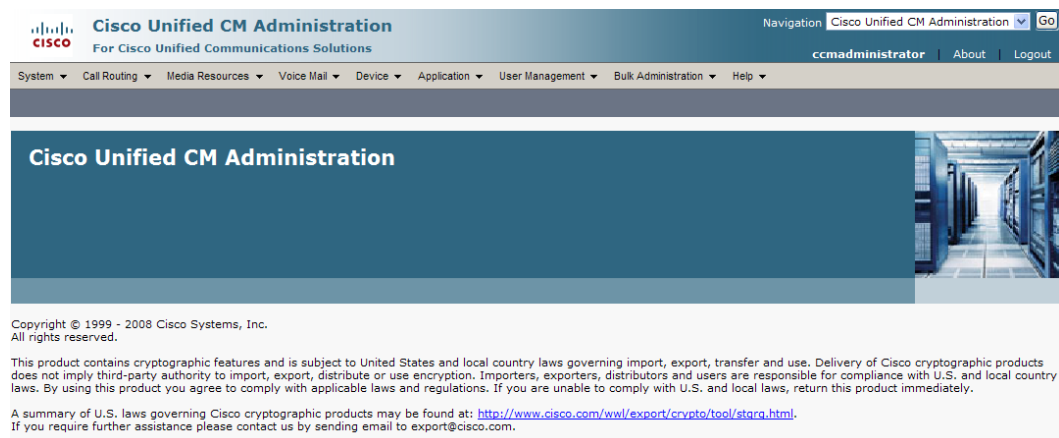 Cisco Unified CM Administration
For Cisco Unified Communications Solutions
CISCO
Navigation Cisco Unified CM Administration Go
ccmadministrator | About | Logout
System Call Routing Media Resources Voice Mail Device Application User Management Bulk Administration Help
Cisco Unified CM Administration
Copyright © 1999 - 2008 Cisco Systems, Inc.
All rights reserved.
This product contains cryptographic features and is subject to United States and local country laws governing import, export, transfer and use. Delivery of Cisco cryptographic products
does not imply third-party authority to import, export, distribute or use encryption. Importers, exporters, distributors and users are responsible for compliance with U.S. and local country
laws. By using this product you agree to comply with applicable laws and regulations. If you are unable to comply with U.S. and local laws, return this product immediately.
A summary of U.S. laws governing Cisco cryptographic products may be found at: http://www.cisco.com/wwl/export/crypto/tool/stqrg.html.
If you require further assistance please contact us by sending email to export@cisco.com.